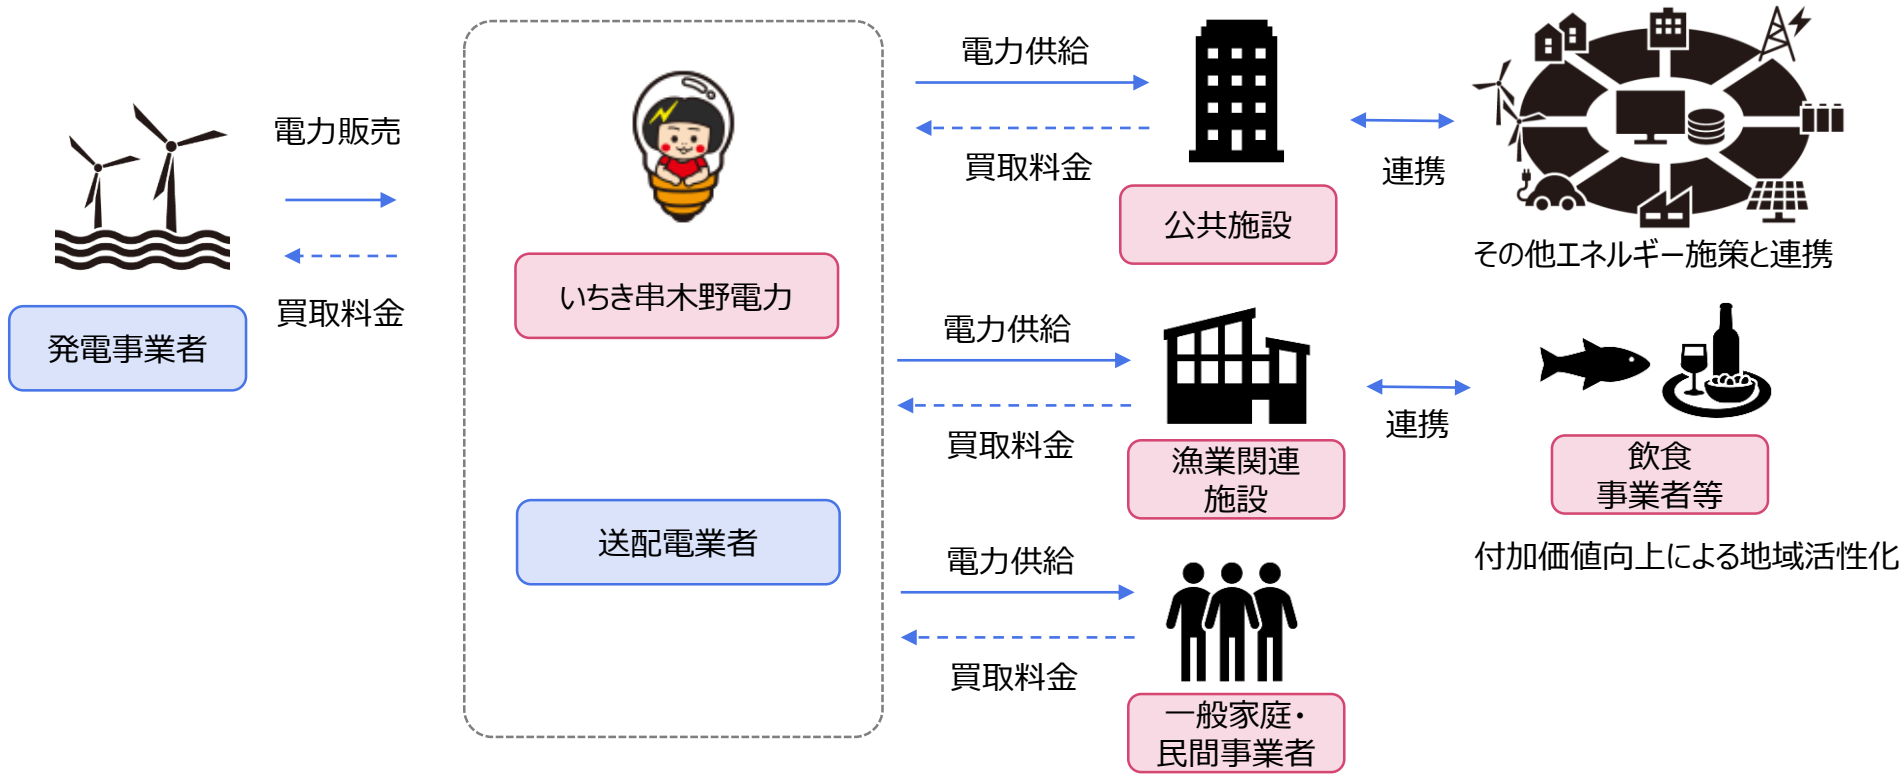 電力販売
買取料金
発電事業者
いちき串木野電力
送配電業者
電力供給
買取料金
公共施設
連携
その他エネルギー施策と連携
電力供給
買取料金
漁業関連
施設
連携
飲食
事業者等
付加価値向上による地域活性化
電力供給
買取料金
一般家庭・
民間事業者